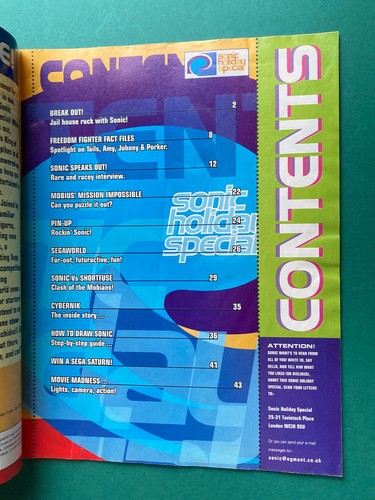 CONTENTS
sonic
holiday
special
BREAK OUT! 2
Jail house ruck with Sonic!
FREEDOM FIGHTER FACT FILES 8
Spotlight on Tails, Amy, Johnny & Porker.
SONIC SPEAKS OUT! 12
Rare and racey interview.
MOBIUS' MISSION IMPOSSIBLE 22
Can you puzzle it out?
PIN-UP 24
Rockin' Sonic!
SEGAWORLD 26
Far-out, futuractive, fun!
SONIC Vs SHORTFUSE 29
Clash of the Mobians!
CYBERNIK 35
The inside story...
HOW TO DRAW SONIC 36
Step-by-step guide...
WIN A SEGA SATURN! 41
MOVIE MADNESS... 43
Lights, camera, action!
sonic
holiday
special
CONTENTS
ATTENTION!
SONIC WANT'S TO HEAR FROM
ALL OF YOU! WRITE IN, SAY
HELLO, AND TELL HIM WHAT
YOU LIKED (OR DISLIKED),
ABOUT THIS SONIC HOLIDAY
SPECIAL. SEND YOUR LETTERS
TO:-
Sonic Holiday Special
25-31 Tavistock Place
London WC1H 9SU
Or you can send your e-mail
messages to:-
sonic@egmont.co.uk